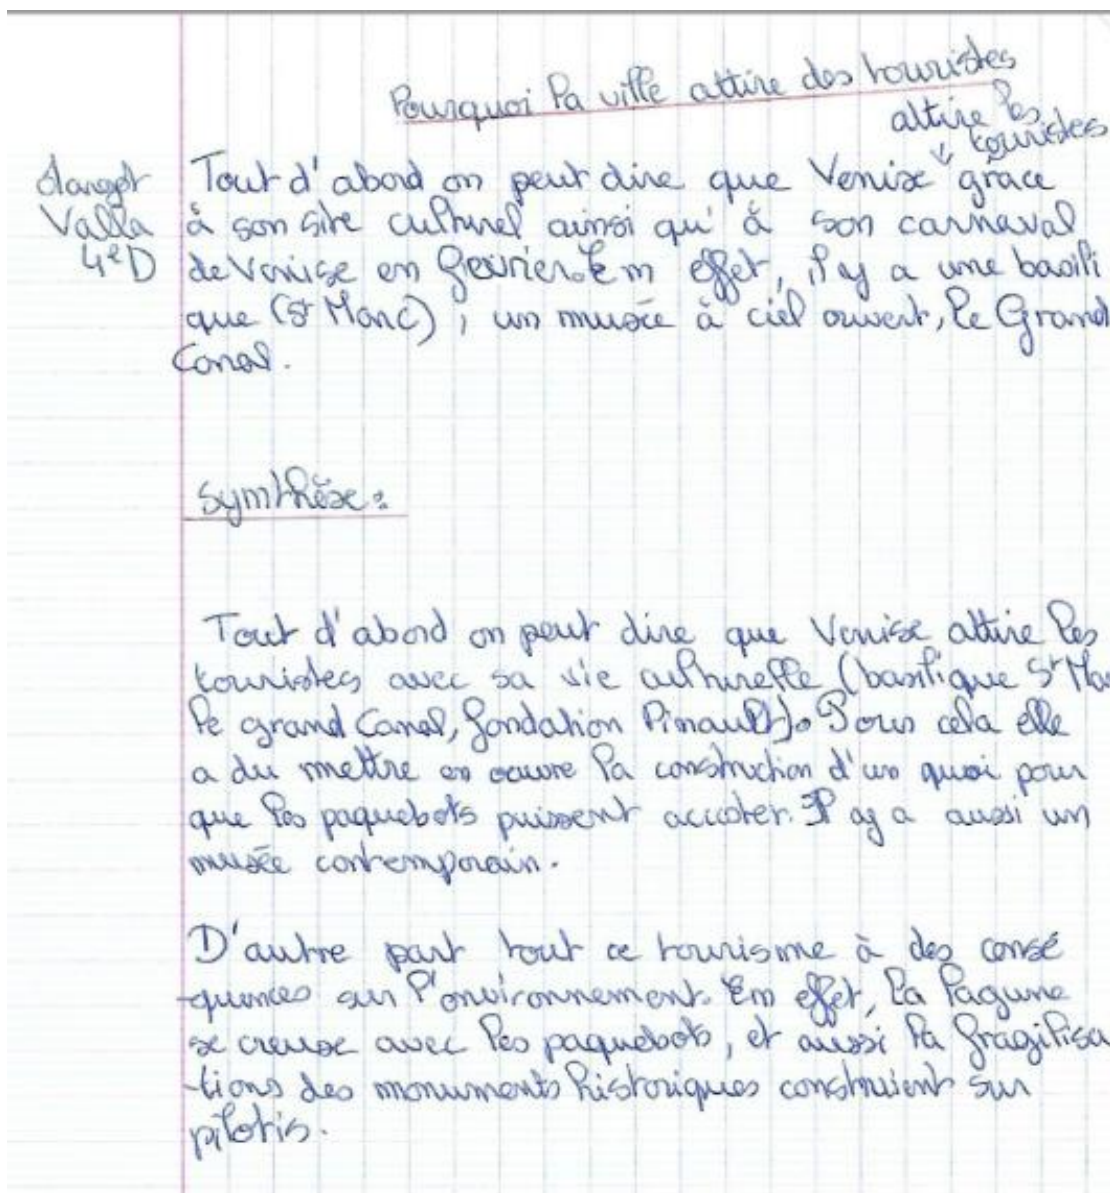 Pourquoi la ville attire des touristes
attire les
touristes
Valla
4eD
Tout d'abord on peut dire que Venise grace
à son site culturel ainsi qu'à son carnaval
de Venise en fevrier. En effet, il y a une basili
que (St Marc), un musée à ciel ouvert, le Grand
Canal.
Synthèse:
Tout d'abord on peut dire que Venise attire les
touristes avec sa vie culturelle (basilique St Mar
le grand Canal, fondation Pinault). Pour cela elle
a du mettre en oeuvre la construction d'un quoi pour
que les paquebots puissent accoster. Il y a aussi un
musée contemporain.
D'autre part tout ce tourisme à des consé
-quences sur l'environnement. En effet, la lagune
se creuse avec les paquebots, et aussi la fragilisa
-tions des monuments historiques construient sur
pilotis.